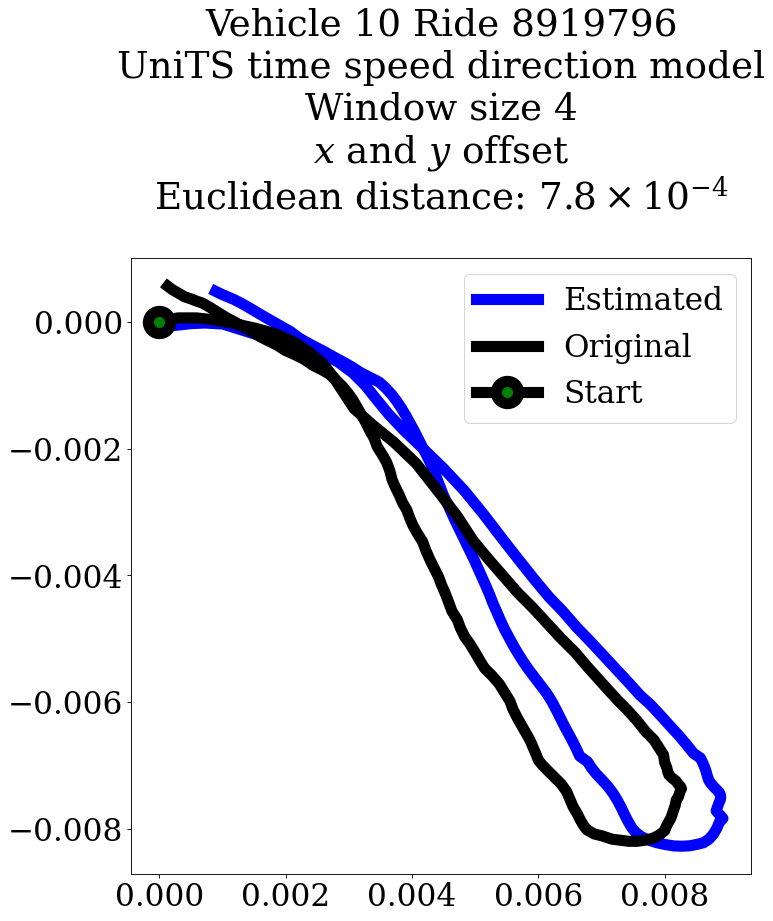 Vehicle 10 Ride 8919796
UniTS time speed direction model
Window size 4
x and y offset
Euclidean distance: 7.8 × 10⁻⁴
Estimated
Original
Start
0.000
−0.002
−0.004
−0.006
−0.008
0.000 0.002 0.004 0.006 0.008